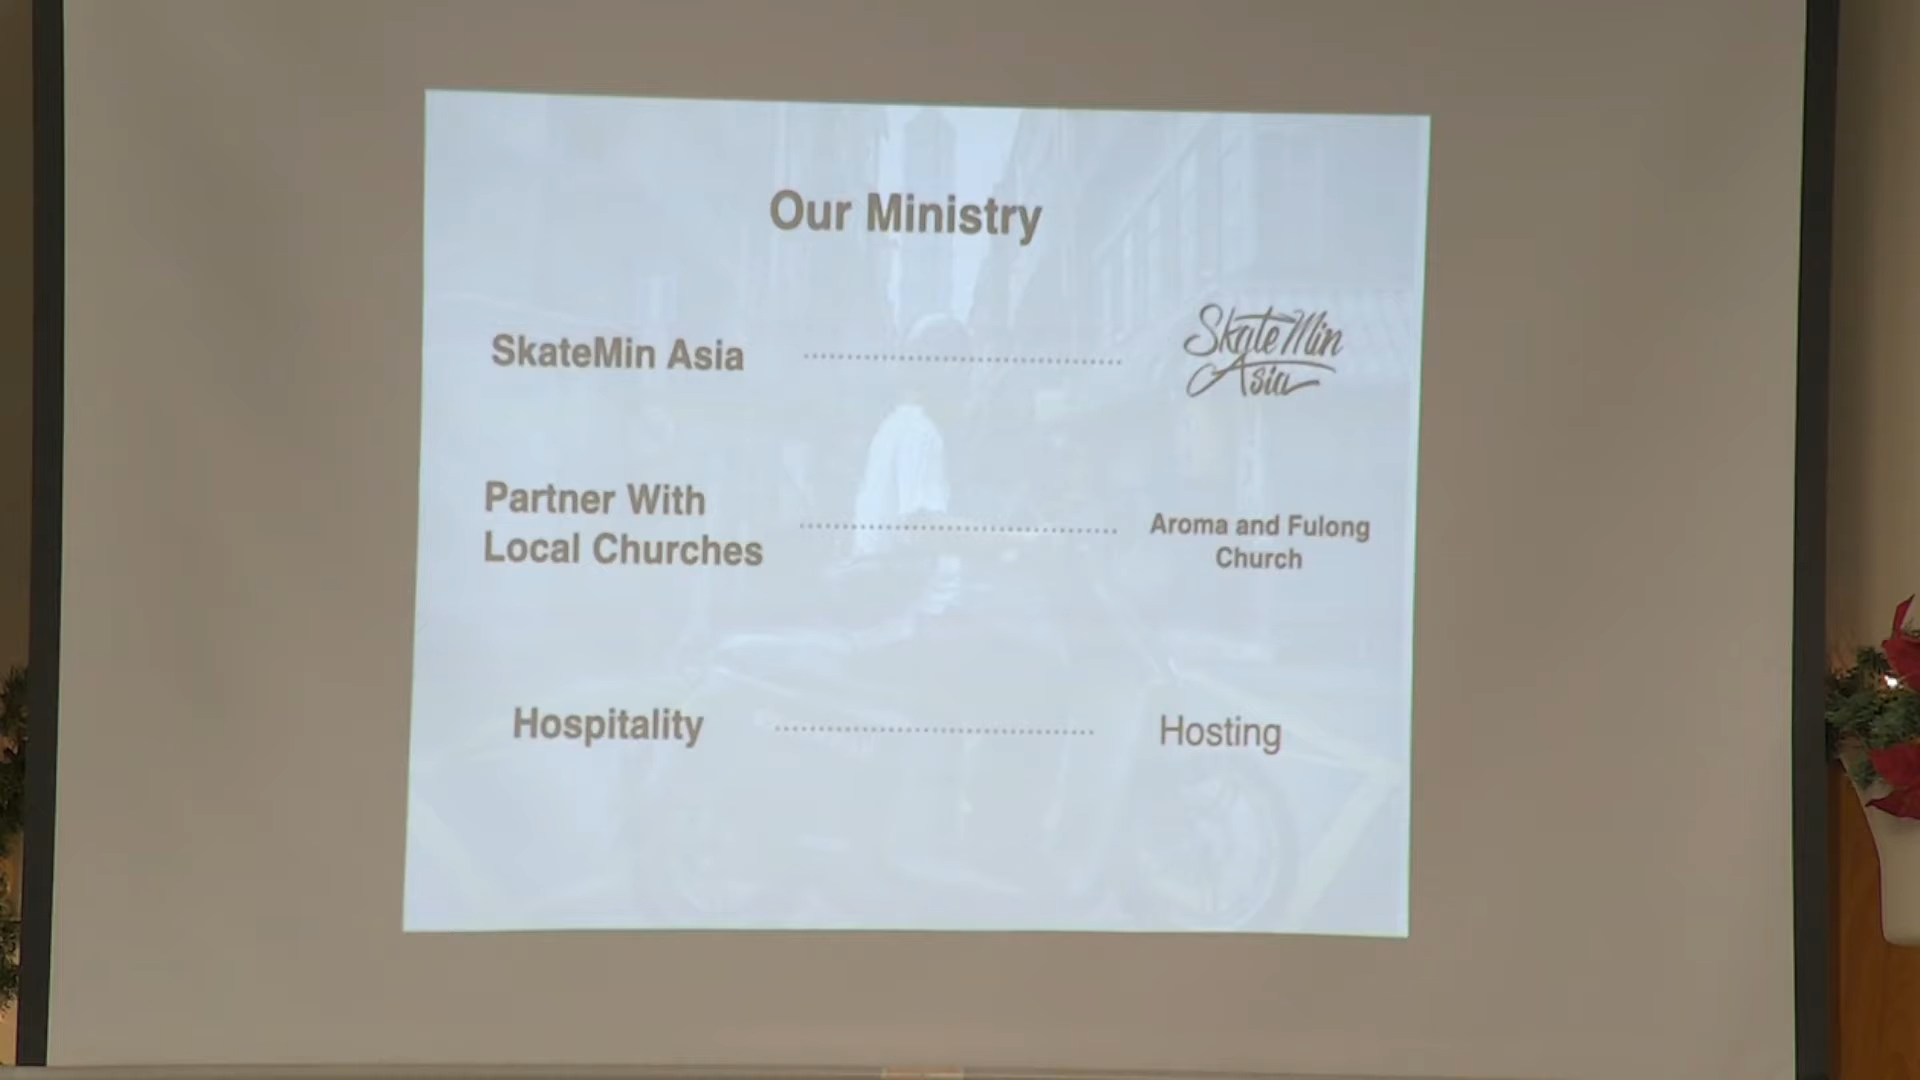 Our Ministry
SkateMin Asia ........................................ SkateMin
Asia
Partner With
Local Churches ........................................ Aroma and Fulong
Church
Hospitality ........................................ Hosting